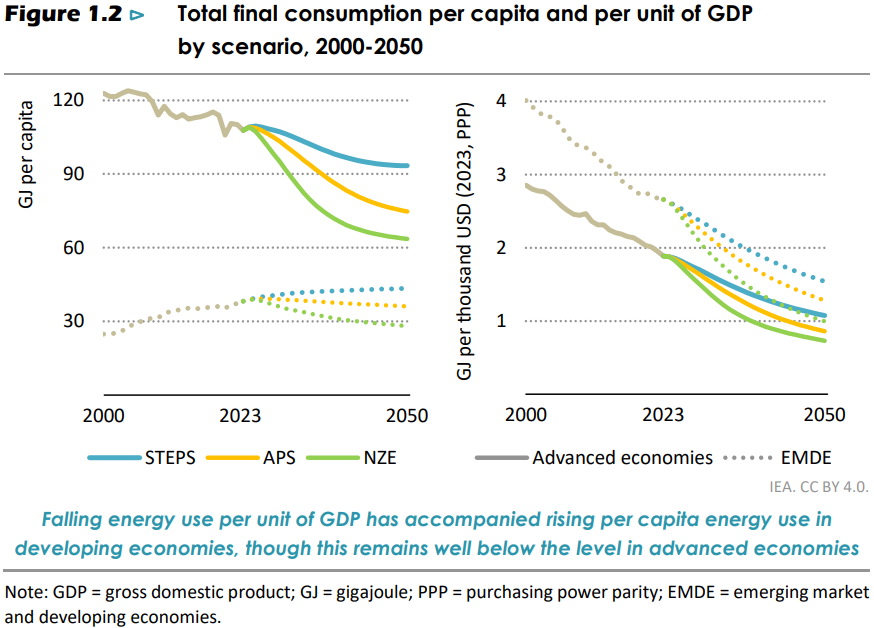 Figure 1.2 ▷ Total final consumption per capita and per unit of GDP
by scenario, 2000-2050
GJ per capita
120
90
60
30
2000 2023 2050
GJ per thousand USD (2023, PPP)
4
3
2
1
2000 2023 2050
STEPS APS NZE
Advanced economies EMDE
IEA. CC BY 4.0.
Falling energy use per unit of GDP has accompanied rising per capita energy use in
developing economies, though this remains well below the level in advanced economies
Note: GDP = gross domestic product; GJ = gigajoule; PPP = purchasing power parity; EMDE = emerging market
and developing economies.